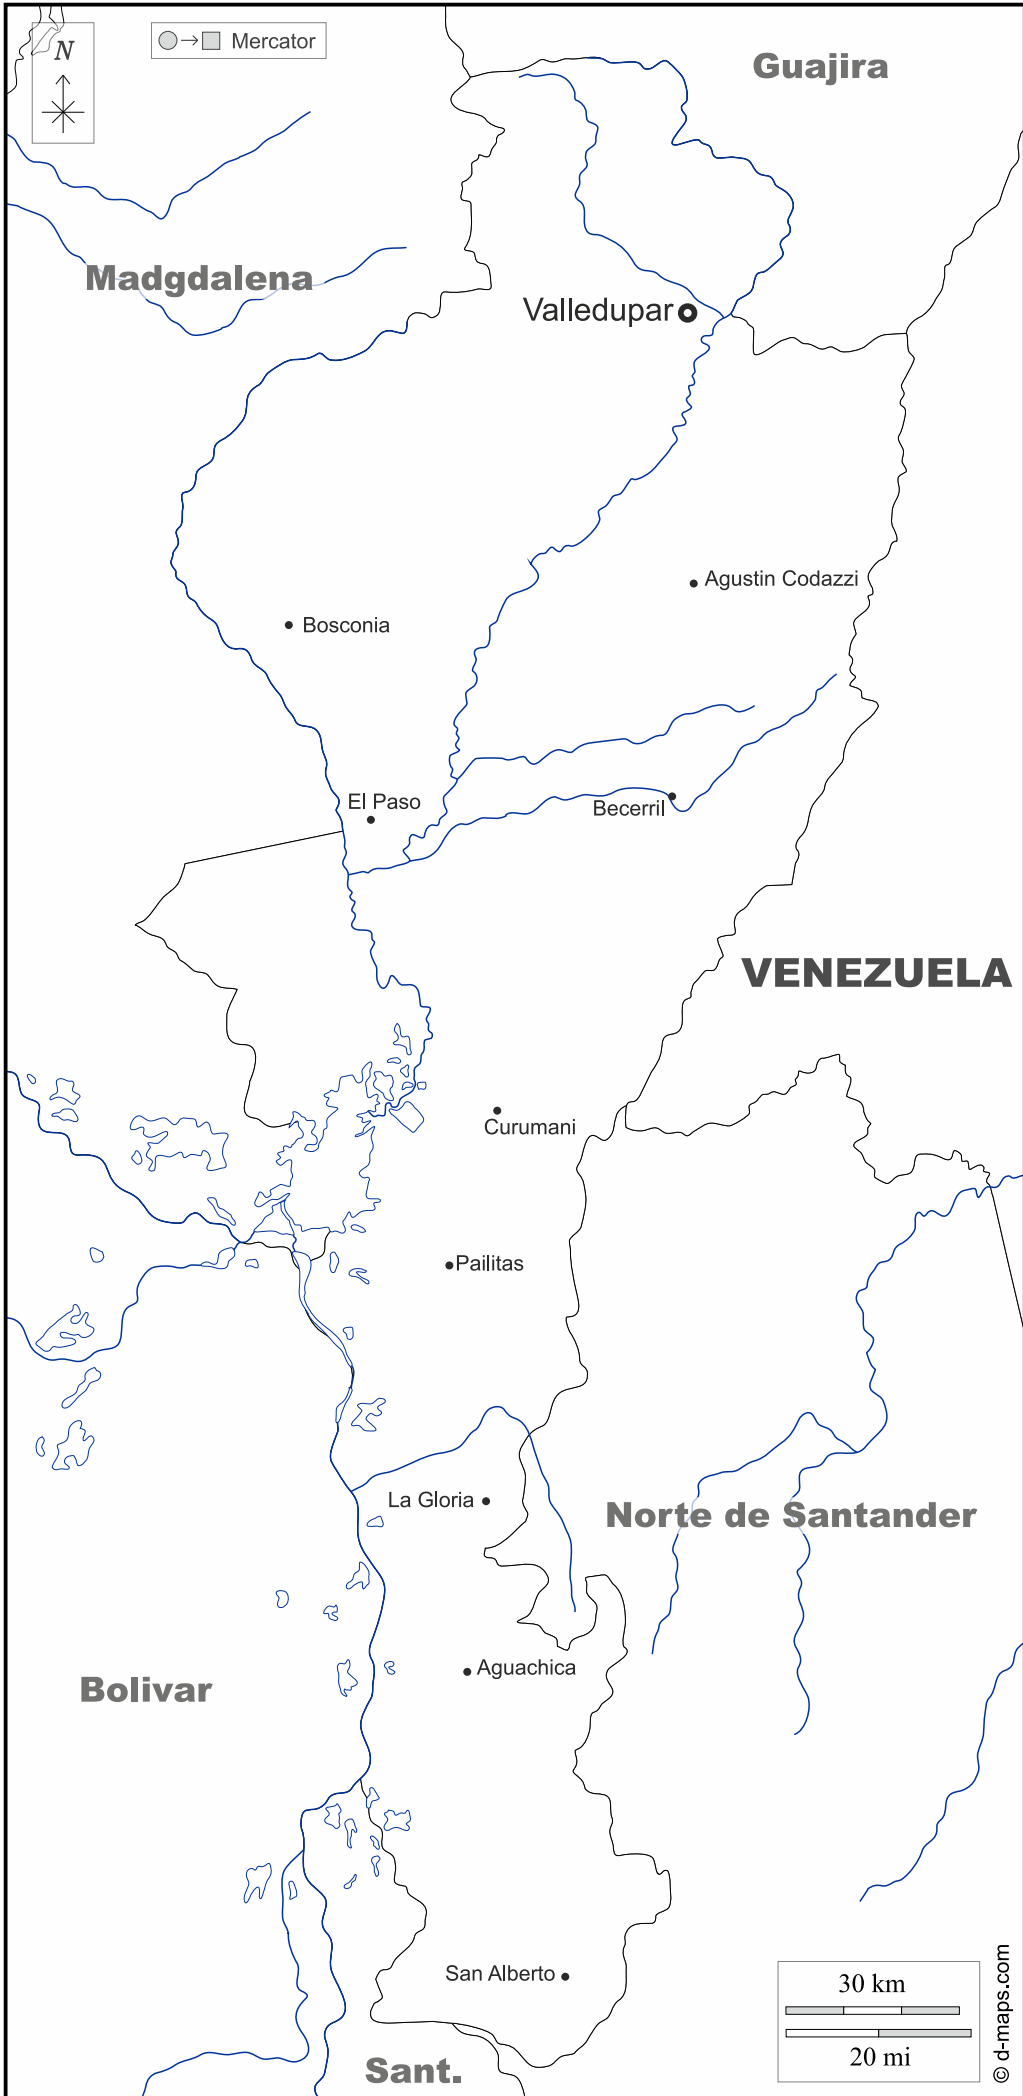 N
Mercator
Guajira
Madgdalena
Valledupar
Agustin Codazzi
Bosconia
El Paso
Becerril
VENEZUELA
Curumani
Pailitas
La Gloria
Norte de Santander
Aguachica
Bolivar
San Alberto
30 km
20 mi
© d-maps.com
Sant.